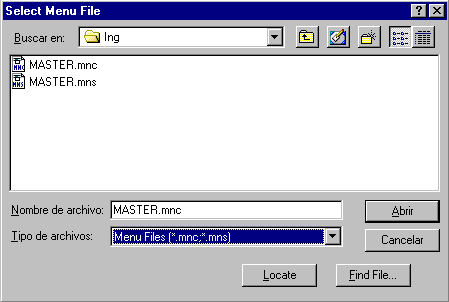 Select Menu File
Buscar en: Ing
MASTER.mnc
MASTER.mns
Nombre de archivo: MASTER.mnc Abrir
Tipo de archivos: Menu Files (*.mnc;*.mns) Cancelar
Locate Find File...